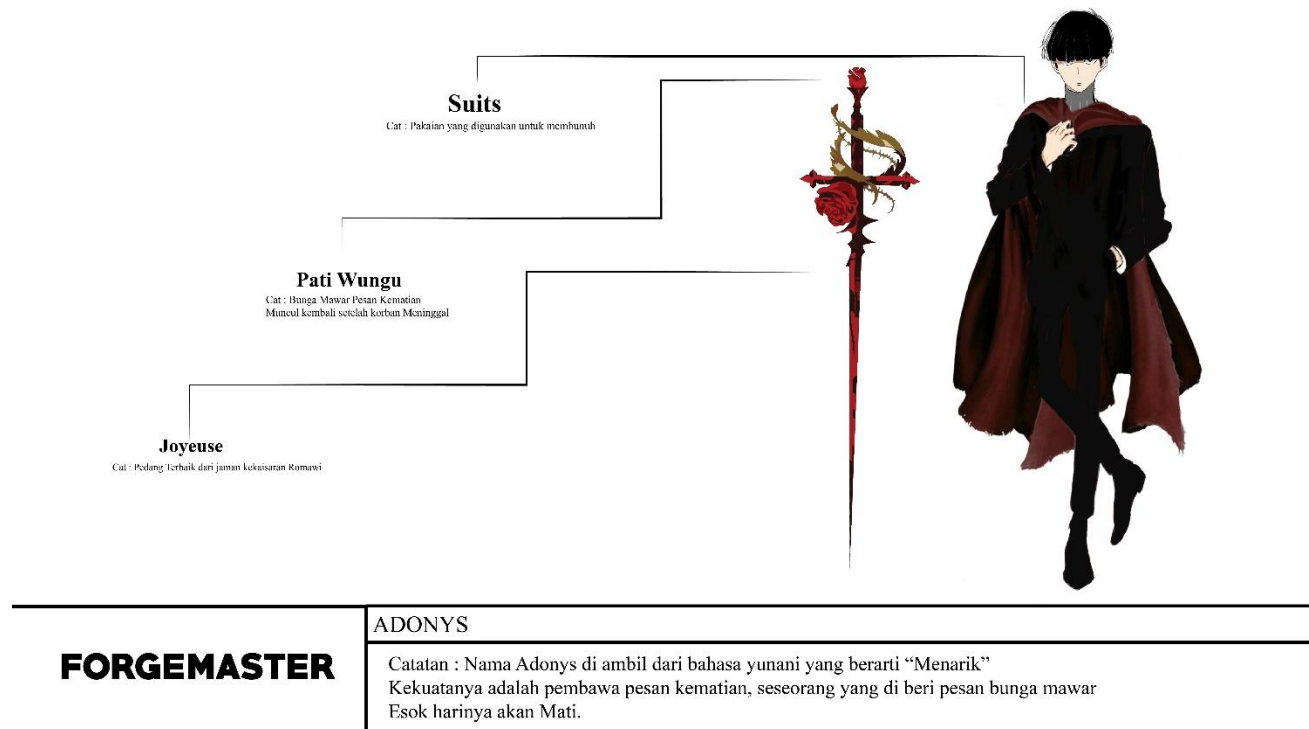 Suits
Cat : Pakaian yang digunakan untuk membunuh
Pati Wungu
Cat : Bunga Mawar Pesan Kematian
Muncul kembali setelah korban Meninggal
Joyeuse
Cat : Pedang Terbaik dari jaman kekaisaran Romawi
FORGEMASTER
ADONYS
Catatan : Nama Adonys di ambil dari bahasa yunani yang berarti “Menarik”
Kekuatanya adalah pembawa pesan kematian, seseorang yang di beri pesan bunga mawar
Esok harinya akan Mati.